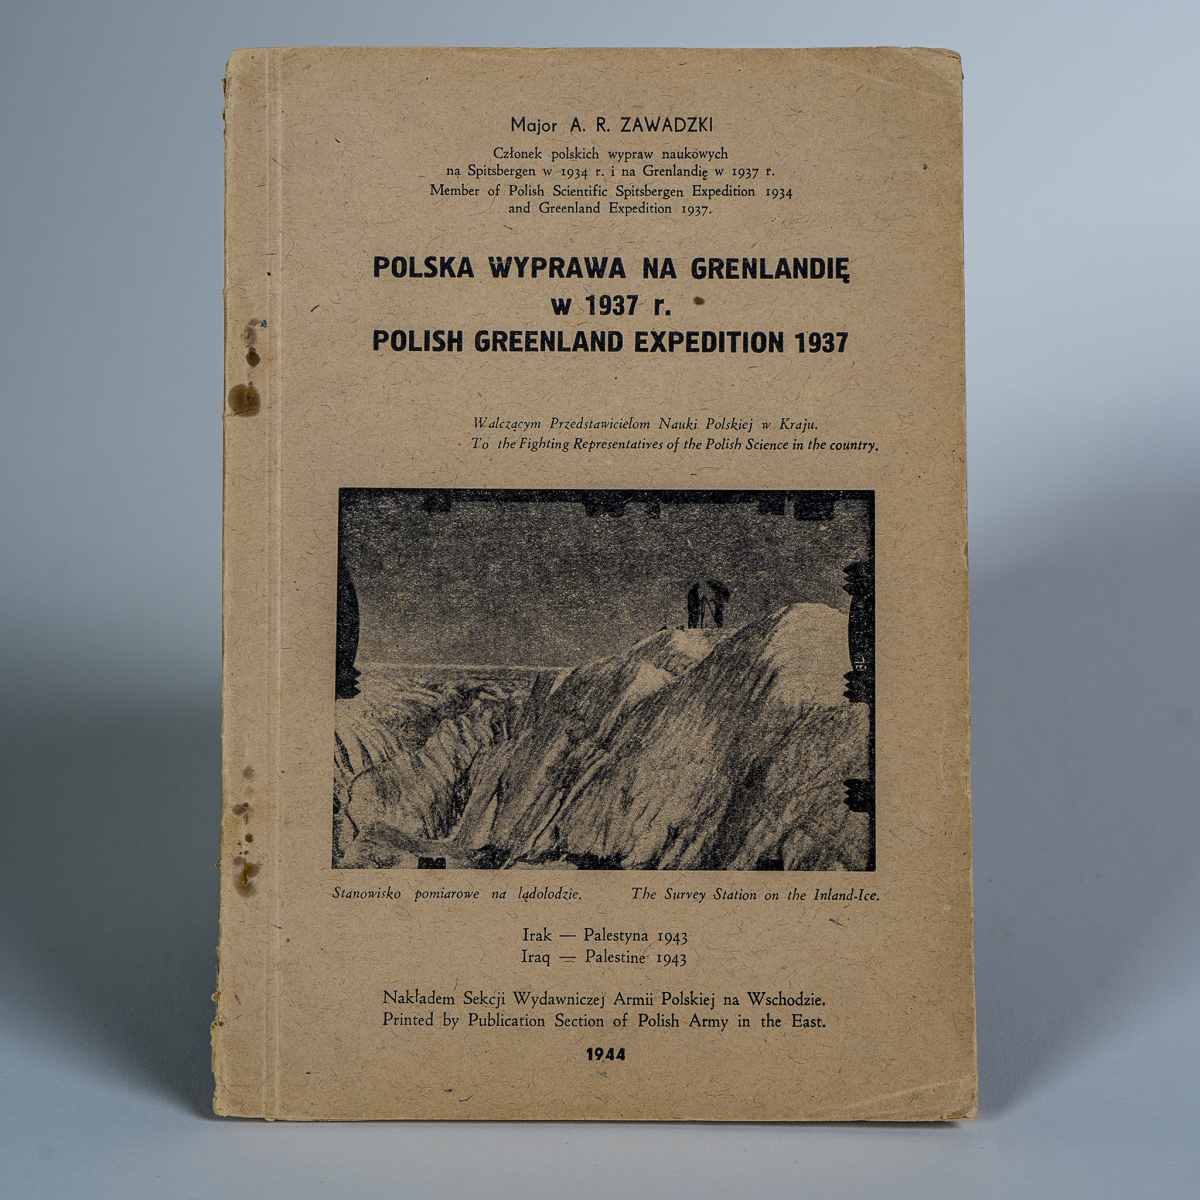 Major A. R. ZAWADZKI
Członek polskich wypraw naukowych
na Spitsbergen w 1934 r. i na Grenlandię w 1937 r.
Member of Polish Scientific Spitsbergen Expedition 1934
and Greenland Expedition 1937.
POLSKA WYPRAWA NA GRENLANDIĘ
w 1937 r.
POLISH GREENLAND EXPEDITION 1937
Walczącym Przedstawicielom Nauki Polskiej w Kraju.
To the Fighting Representatives of the Polish Science in the country.
Stanowisko pomiarowe na lądolodzie. The Survey Station on the Inland-Ice.
Irak — Palestyna 1943
Iraq — Palestine 1943
Nakładem Sekcji Wydawniczej Armii Polskiej na Wschodzie.
Printed by Publication Section of Polish Army in the East.
1944